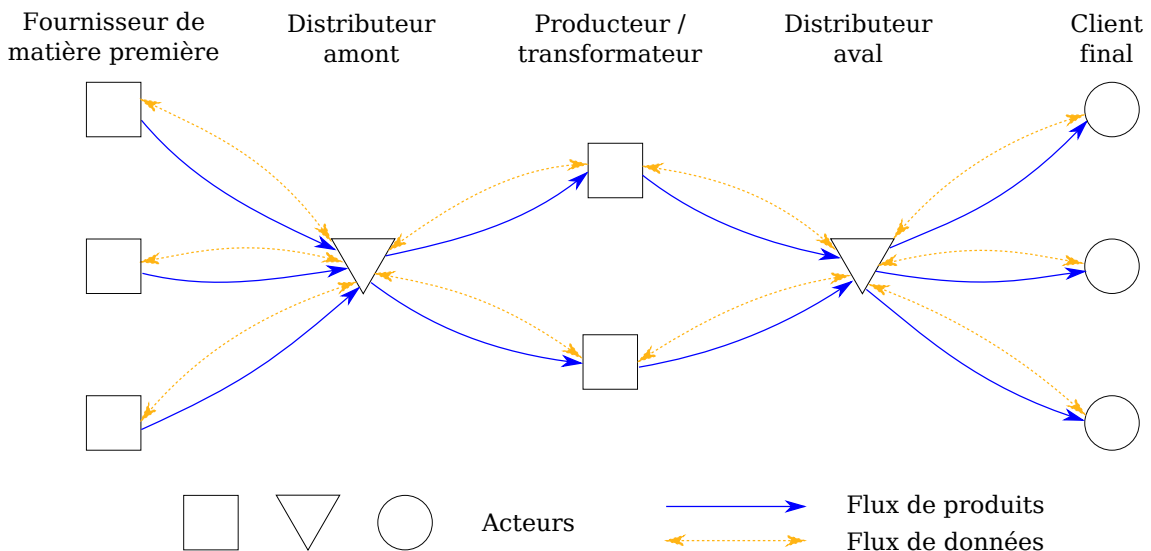 Fournisseur de
matière première
Distributeur
amont
Producteur /
transformateur
Distributeur
aval
Client
final
Acteurs
Flux de produits
Flux de données